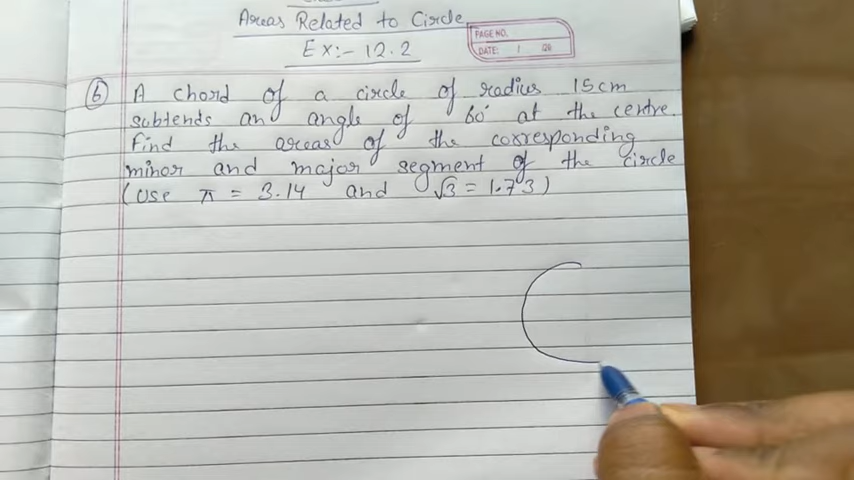 Areas Related to Circle
Ex:- 12.2
PAGE NO.
DATE: / 20
6 A chord of a circle of radius 15cm
subtends an angle of 60° at the centre.
Find the areas of the corresponding
minor and major segment of the circle
(Use π = 3.14 and √3 = 1.73)